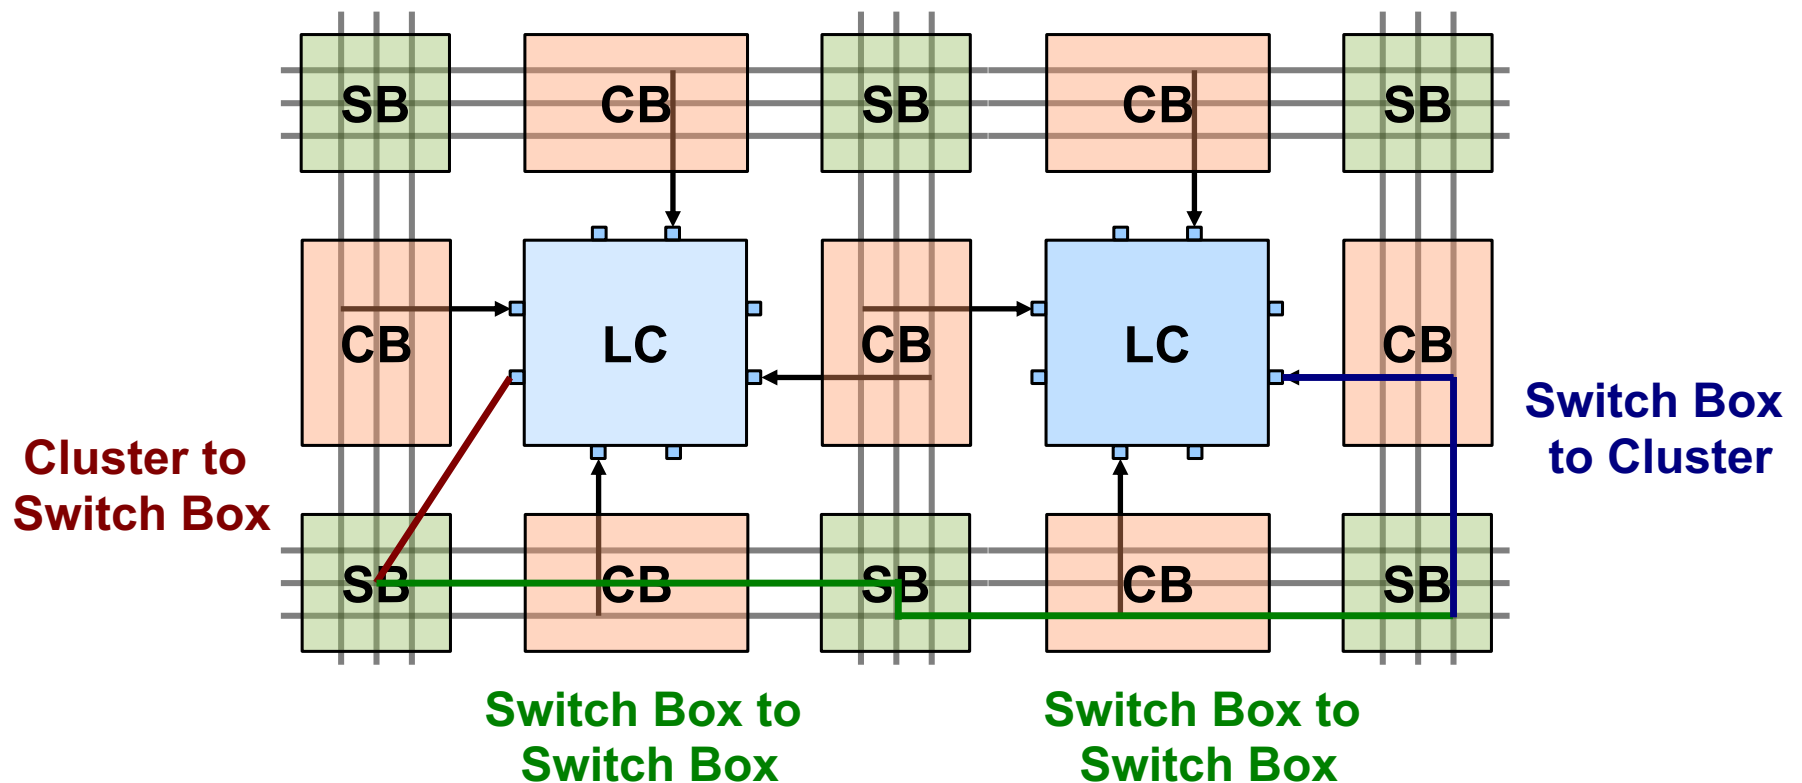 SB CB SB CB SB
CB LC CB LC CB
Cluster to
Switch Box
Switch Box
to Cluster
SB CB SB CB SB
Switch Box to
Switch Box
Switch Box to
Switch Box